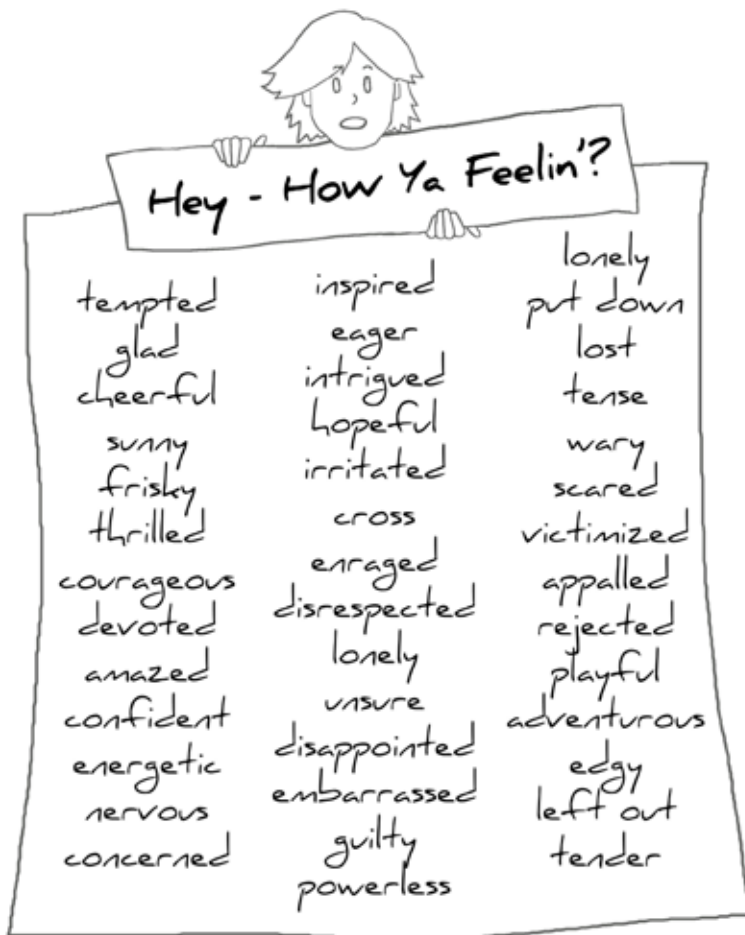 Hey - How Ya Feelin'?
tempted
glad
cheerful
sunny
frisky
thrilled
courageous
devoted
amazed
confident
energetic
nervous
concerned
inspired
eager
intrigued
hopeful
irritated
cross
enraged
disrespected
lonely
unsure
disappointed
embarrassed
guilty
powerless
lonely
put down
lost
tense
wary
scared
victimized
appalled
rejected
playful
adventurous
edgy
left out
tender